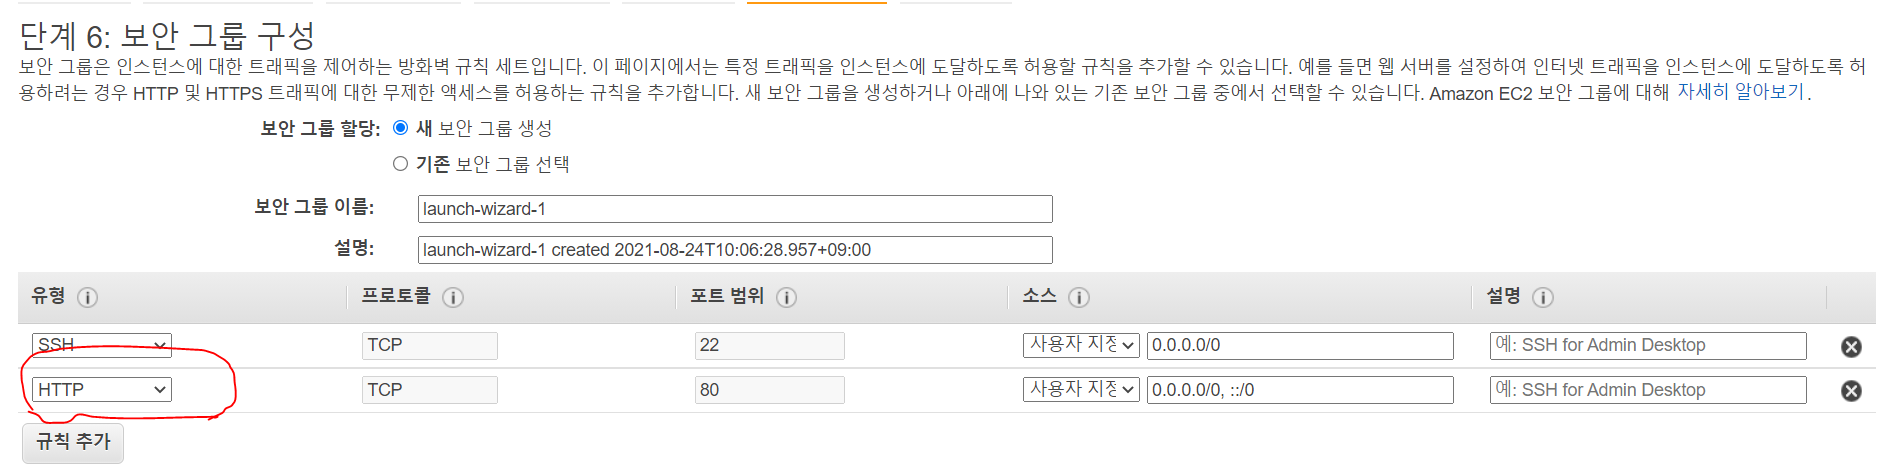 단계 6: 보안 그룹 구성
보안 그룹은 인스턴스에 대한 트래픽을 제어하는 방화벽 규칙 세트입니다. 이 페이지에서는 특정 트래픽을 인스턴스에 도달하도록 허용할 규칙을 추가할 수 있습니다. 예를 들면 웹 서버를 설정하여 인터넷 트래픽을 인스턴스에 도달하도록 허
용하려는 경우 HTTP 및 HTTPS 트래픽에 대한 무제한 액세스를 허용하는 규칙을 추가합니다. 새 보안 그룹을 생성하거나 아래에 나와 있는 기존 보안 그룹 중에서 선택할 수 있습니다. Amazon EC2 보안 그룹에 대해 자세히 알아보기.
보안 그룹 할당: 새 보안 그룹 생성
기존 보안 그룹 선택
보안 그룹 이름: launch-wizard-1
설명: launch-wizard-1 created 2021-08-24T10:06:28.957+09:00
유형 프로토콜 포트 범위 소스 설명
SSH TCP 22 사용자 지정 0.0.0.0/0 예: SSH for Admin Desktop
HTTP TCP 80 사용자 지정 0.0.0.0/0, ::/0 예: SSH for Admin Desktop
규칙 추가